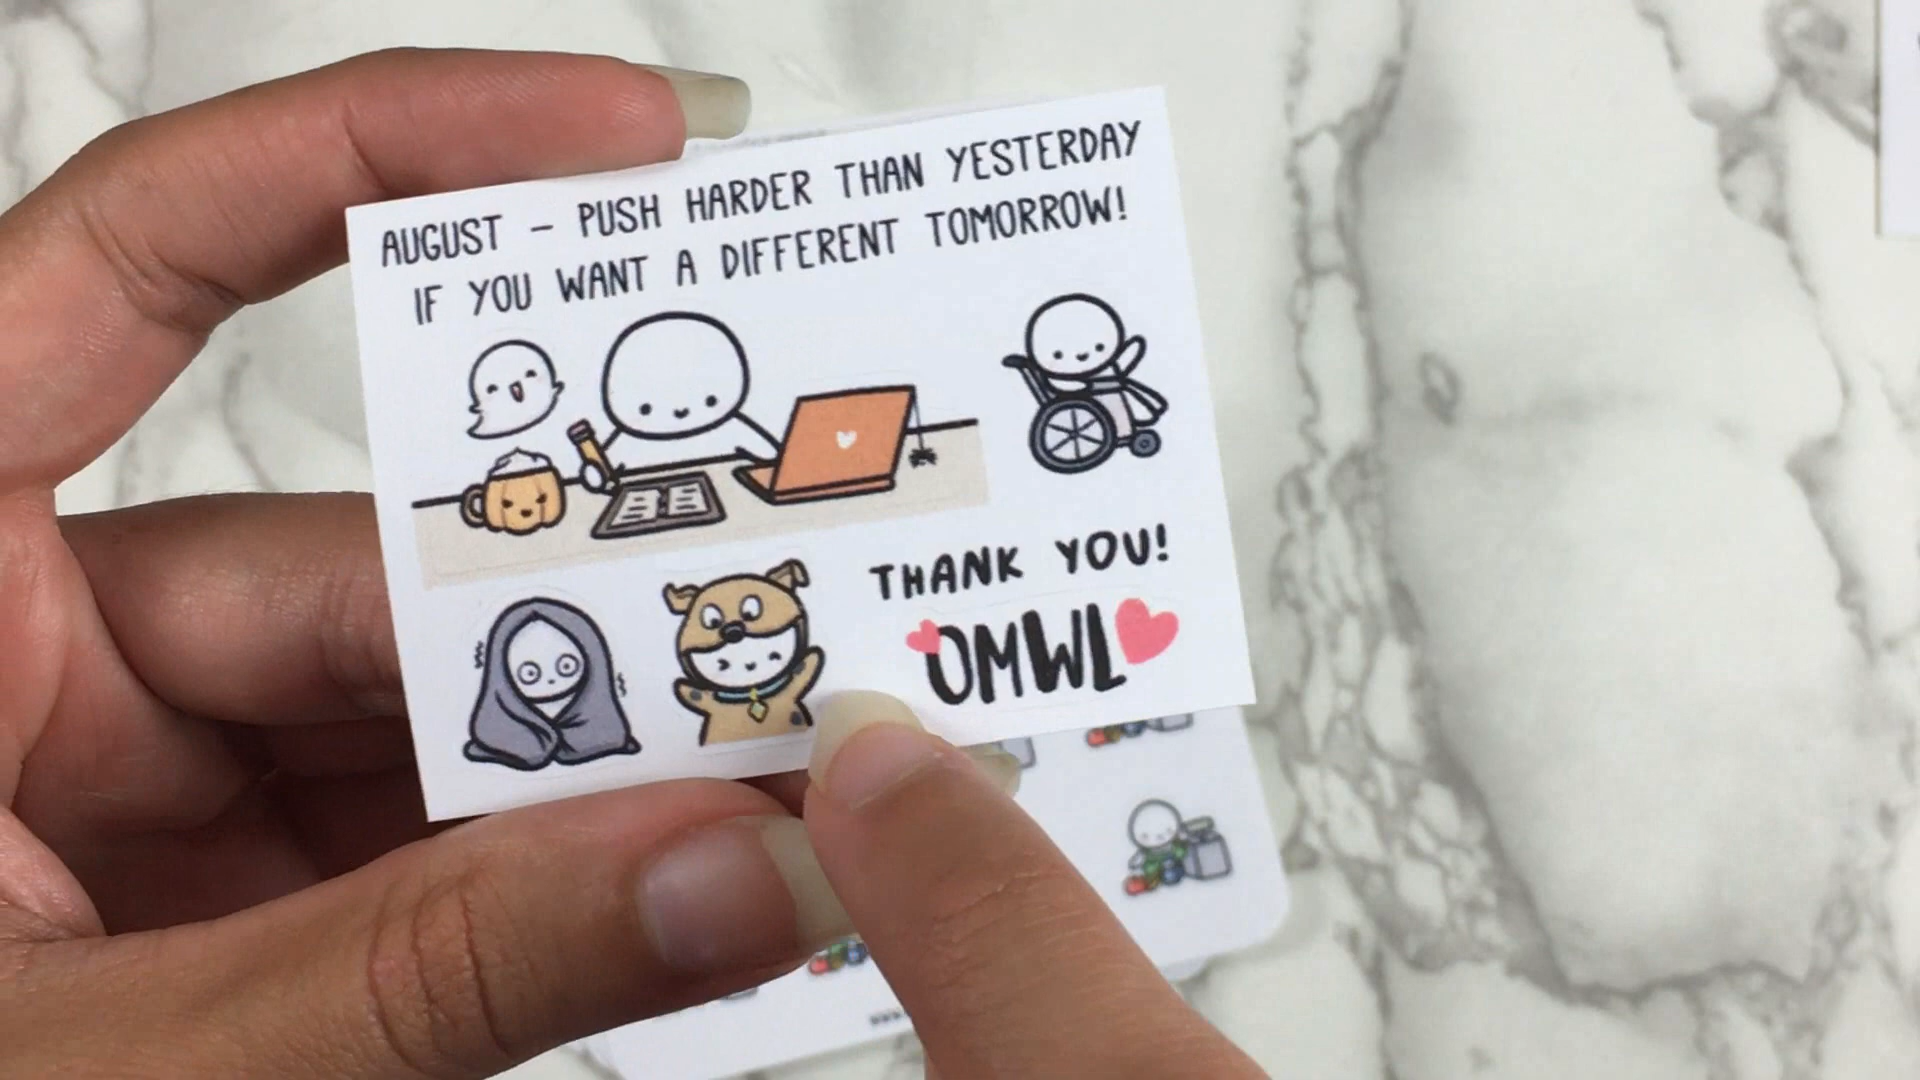 AUGUST - PUSH HARDER THAN YESTERDAY
IF YOU WANT A DIFFERENT TOMORROW!
THANK YOU!
OMWL